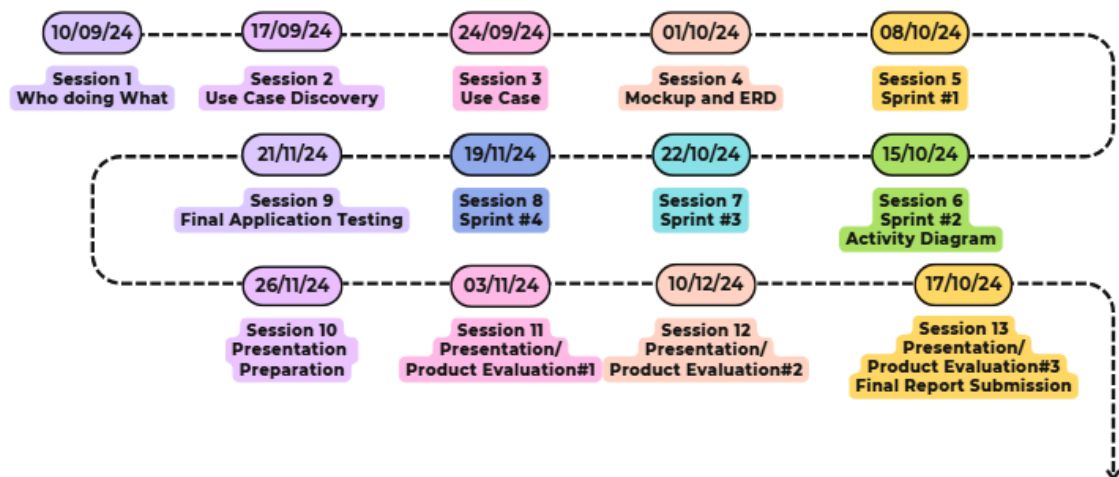 10/09/24
17/09/24
24/09/24
01/10/24
08/10/24
Session 1
Who doing What
Session 2
Use Case Discovery
Session 3
Use Case
Session 4
Mockup and ERD
Session 5
Sprint #1
21/11/24
19/11/24
22/10/24
15/10/24
Session 9
Final Application Testing
Session 8
Sprint #4
Session 7
Sprint #3
Session 6
Sprint #2
Activity Diagram
26/11/24
03/11/24
10/12/24
17/10/24
Session 10
Presentation
Preparation
Session 11
Presentation/
Product Evaluation#1
Session 12
Presentation/
Product Evaluation#2
Session 13
Presentation/
Product Evaluation#3
Final Report Submission